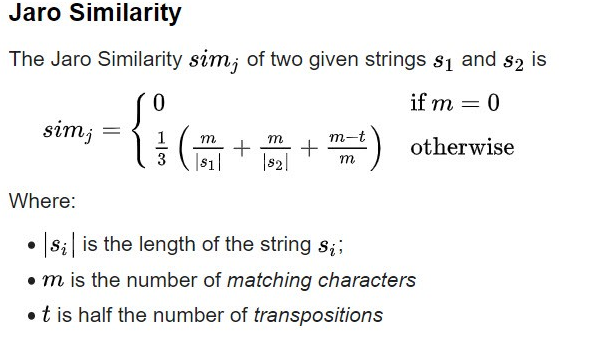 Jaro Similarity
The Jaro Similarity sim_j of two given strings s_1 and s_2 is
sim_j = { 0 if m = 0
1/3 ( m/|s_1| + m/|s_2| + m−t/m ) otherwise
Where:
• |s_i| is the length of the string s_i;
• m is the number of matching characters
• t is half the number of transpositions